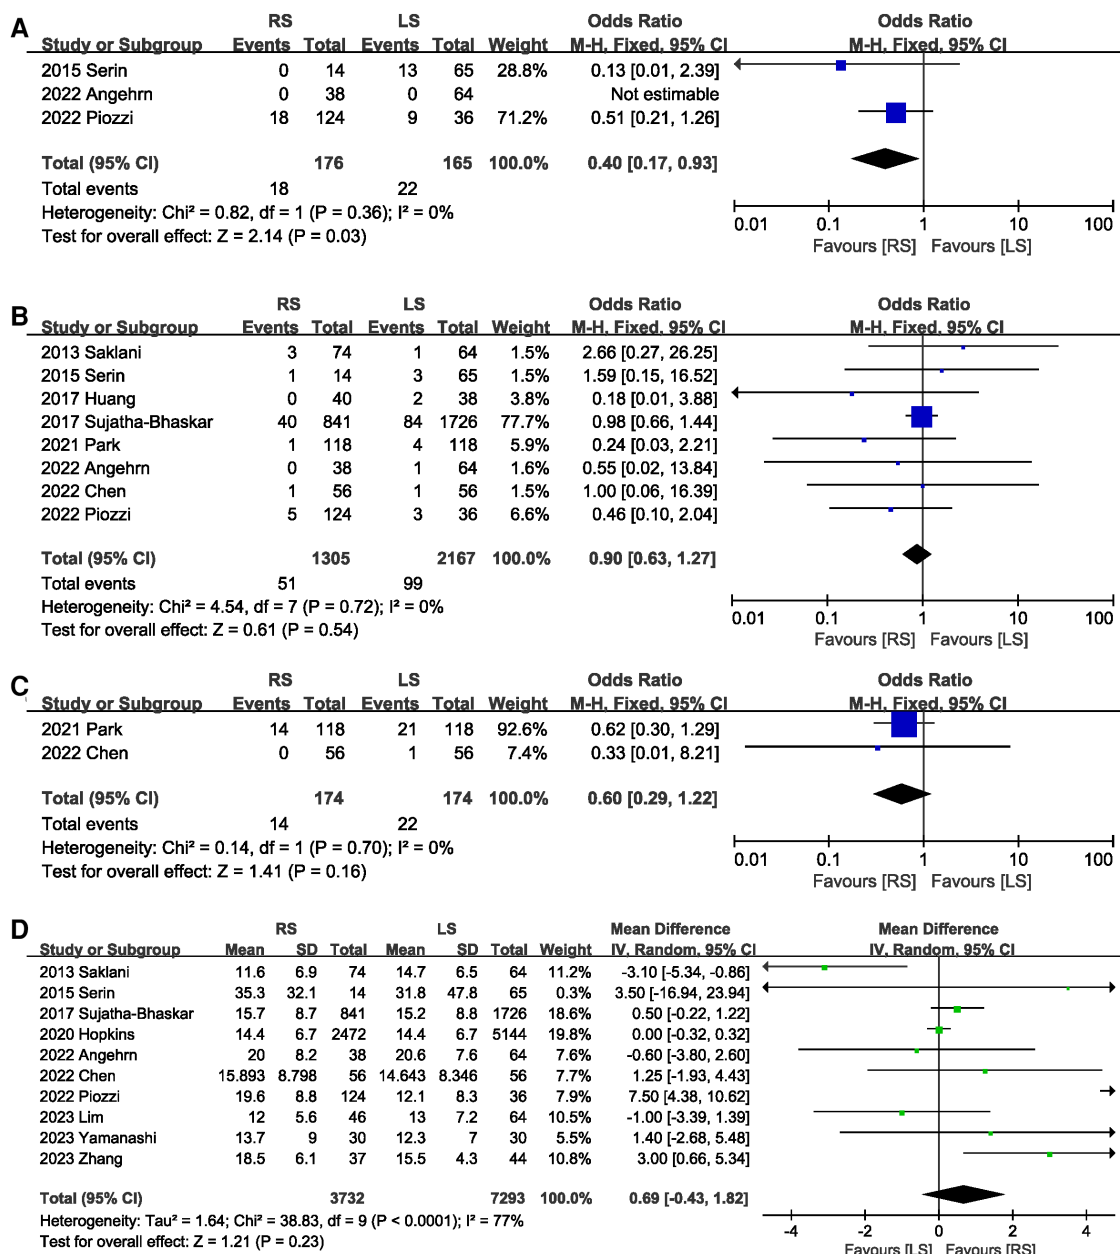 A
RS LS Odds Ratio Odds Ratio
Study or Subgroup Events Total Events Total Weight M-H, Fixed, 95% CI M-H, Fixed, 95% CI
2015 Serin 0 14 13 65 28.8% 0.13 [0.01, 2.39]
2022 Angehrn 0 38 0 64 Not estimable
2022 Piozzi 18 124 9 36 71.2% 0.51 [0.21, 1.26]
Total (95% CI) 176 165 100.0% 0.40 [0.17, 0.93]
Total events 18 22
Heterogeneity: Chi² = 0.82, df = 1 (P = 0.36); I² = 0%
Test for overall effect: Z = 2.14 (P = 0.03)
0.01 0.1 1 10 100
Favours [RS] Favours [LS]
B
RS LS Odds Ratio Odds Ratio
Study or Subgroup Events Total Events Total Weight M-H, Fixed, 95% CI M-H, Fixed, 95% CI
2013 Saklani 3 74 1 64 1.5% 2.66 [0.27, 26.25]
2015 Serin 1 14 3 65 1.5% 1.59 [0.15, 16.52]
2017 Huang 0 40 2 38 3.8% 0.18 [0.01, 3.88]
2017 Sujatha-Bhaskar 40 841 84 1726 77.7% 0.98 [0.66, 1.44]
2021 Park 1 118 4 118 5.9% 0.24 [0.03, 2.21]
2022 Angehrn 0 38 1 64 1.6% 0.55 [0.02, 13.84]
2022 Chen 1 56 1 56 1.5% 1.00 [0.06, 16.39]
2022 Piozzi 5 124 3 36 6.6% 0.46 [0.10, 2.04]
Total (95% CI) 1305 2167 100.0% 0.90 [0.63, 1.27]
Total events 51 99
Heterogeneity: Chi² = 4.54, df = 7 (P = 0.72); I² = 0%
Test for overall effect: Z = 0.61 (P = 0.54)
0.01 0.1 1 10 100
Favours [RS] Favours [LS]
C
RS LS Odds Ratio Odds Ratio
Study or Subgroup Events Total Events Total Weight M-H, Fixed, 95% CI M-H, Fixed, 95% CI
2021 Park 14 118 21 118 92.6% 0.62 [0.30, 1.29]
2022 Chen 0 56 1 56 7.4% 0.33 [0.01, 8.21]
Total (95% CI) 174 174 100.0% 0.60 [0.29, 1.22]
Total events 14 22
Heterogeneity: Chi² = 0.14, df = 1 (P = 0.70); I² = 0%
Test for overall effect: Z = 1.41 (P = 0.16)
0.01 0.1 1 10 100
Favours [RS] Favours [LS]
D
RS LS Mean Difference Mean Difference
Study or Subgroup Mean SD Total Mean SD Total Weight IV, Random, 95% CI IV, Random, 95% CI
2013 Saklani 11.6 6.9 74 14.7 6.5 64 11.2% -3.10 [-5.34, -0.86]
2015 Serin 35.3 32.1 14 31.8 47.8 65 0.3% 3.50 [-16.94, 23.94]
2017 Sujatha-Bhaskar 15.7 8.7 841 15.2 8.8 1726 18.6% 0.50 [-0.22, 1.22]
2020 Hopkins 14.4 6.7 2472 14.4 6.7 5144 19.8% 0.00 [-0.32, 0.32]
2022 Angehrn 20 8.2 38 20.6 7.6 64 7.6% -0.60 [-3.80, 2.60]
2022 Chen 15.893 8.798 56 14.643 8.346 56 7.7% 1.25 [-1.93, 4.43]
2022 Piozzi 19.6 8.8 124 12.1 8.3 36 7.9% 7.50 [4.38, 10.62]
2023 Lim 12 5.6 46 13 7.2 64 10.5% -1.00 [-3.39, 1.39]
2023 Yamanashi 13.7 9 30 12.3 7 30 5.5% 1.40 [-2.68, 5.48]
2023 Zhang 18.5 6.1 37 15.5 4.3 44 10.8% 3.00 [0.66, 5.34]
Total (95% CI) 3732 7293 100.0% 0.69 [-0.43, 1.82]
Heterogeneity: Tau² = 1.64; Chi² = 38.83, df = 9 (P < 0.0001); I² = 77%
Test for overall effect: Z = 1.21 (P = 0.23)
-4 -2 0 2 4
Favours [LS] Favours [RS]